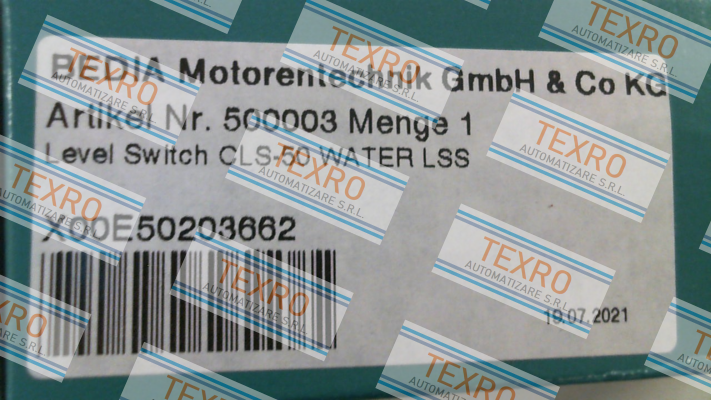 BEDIA Motorentechnik GmbH & Co KG
Artikel Nr. 500003 Menge 1
Level Switch CLS-50 WATER LSS
X00E50203662
19.07.2021
TEXRO
AUTOMATIZARE S.R.L.